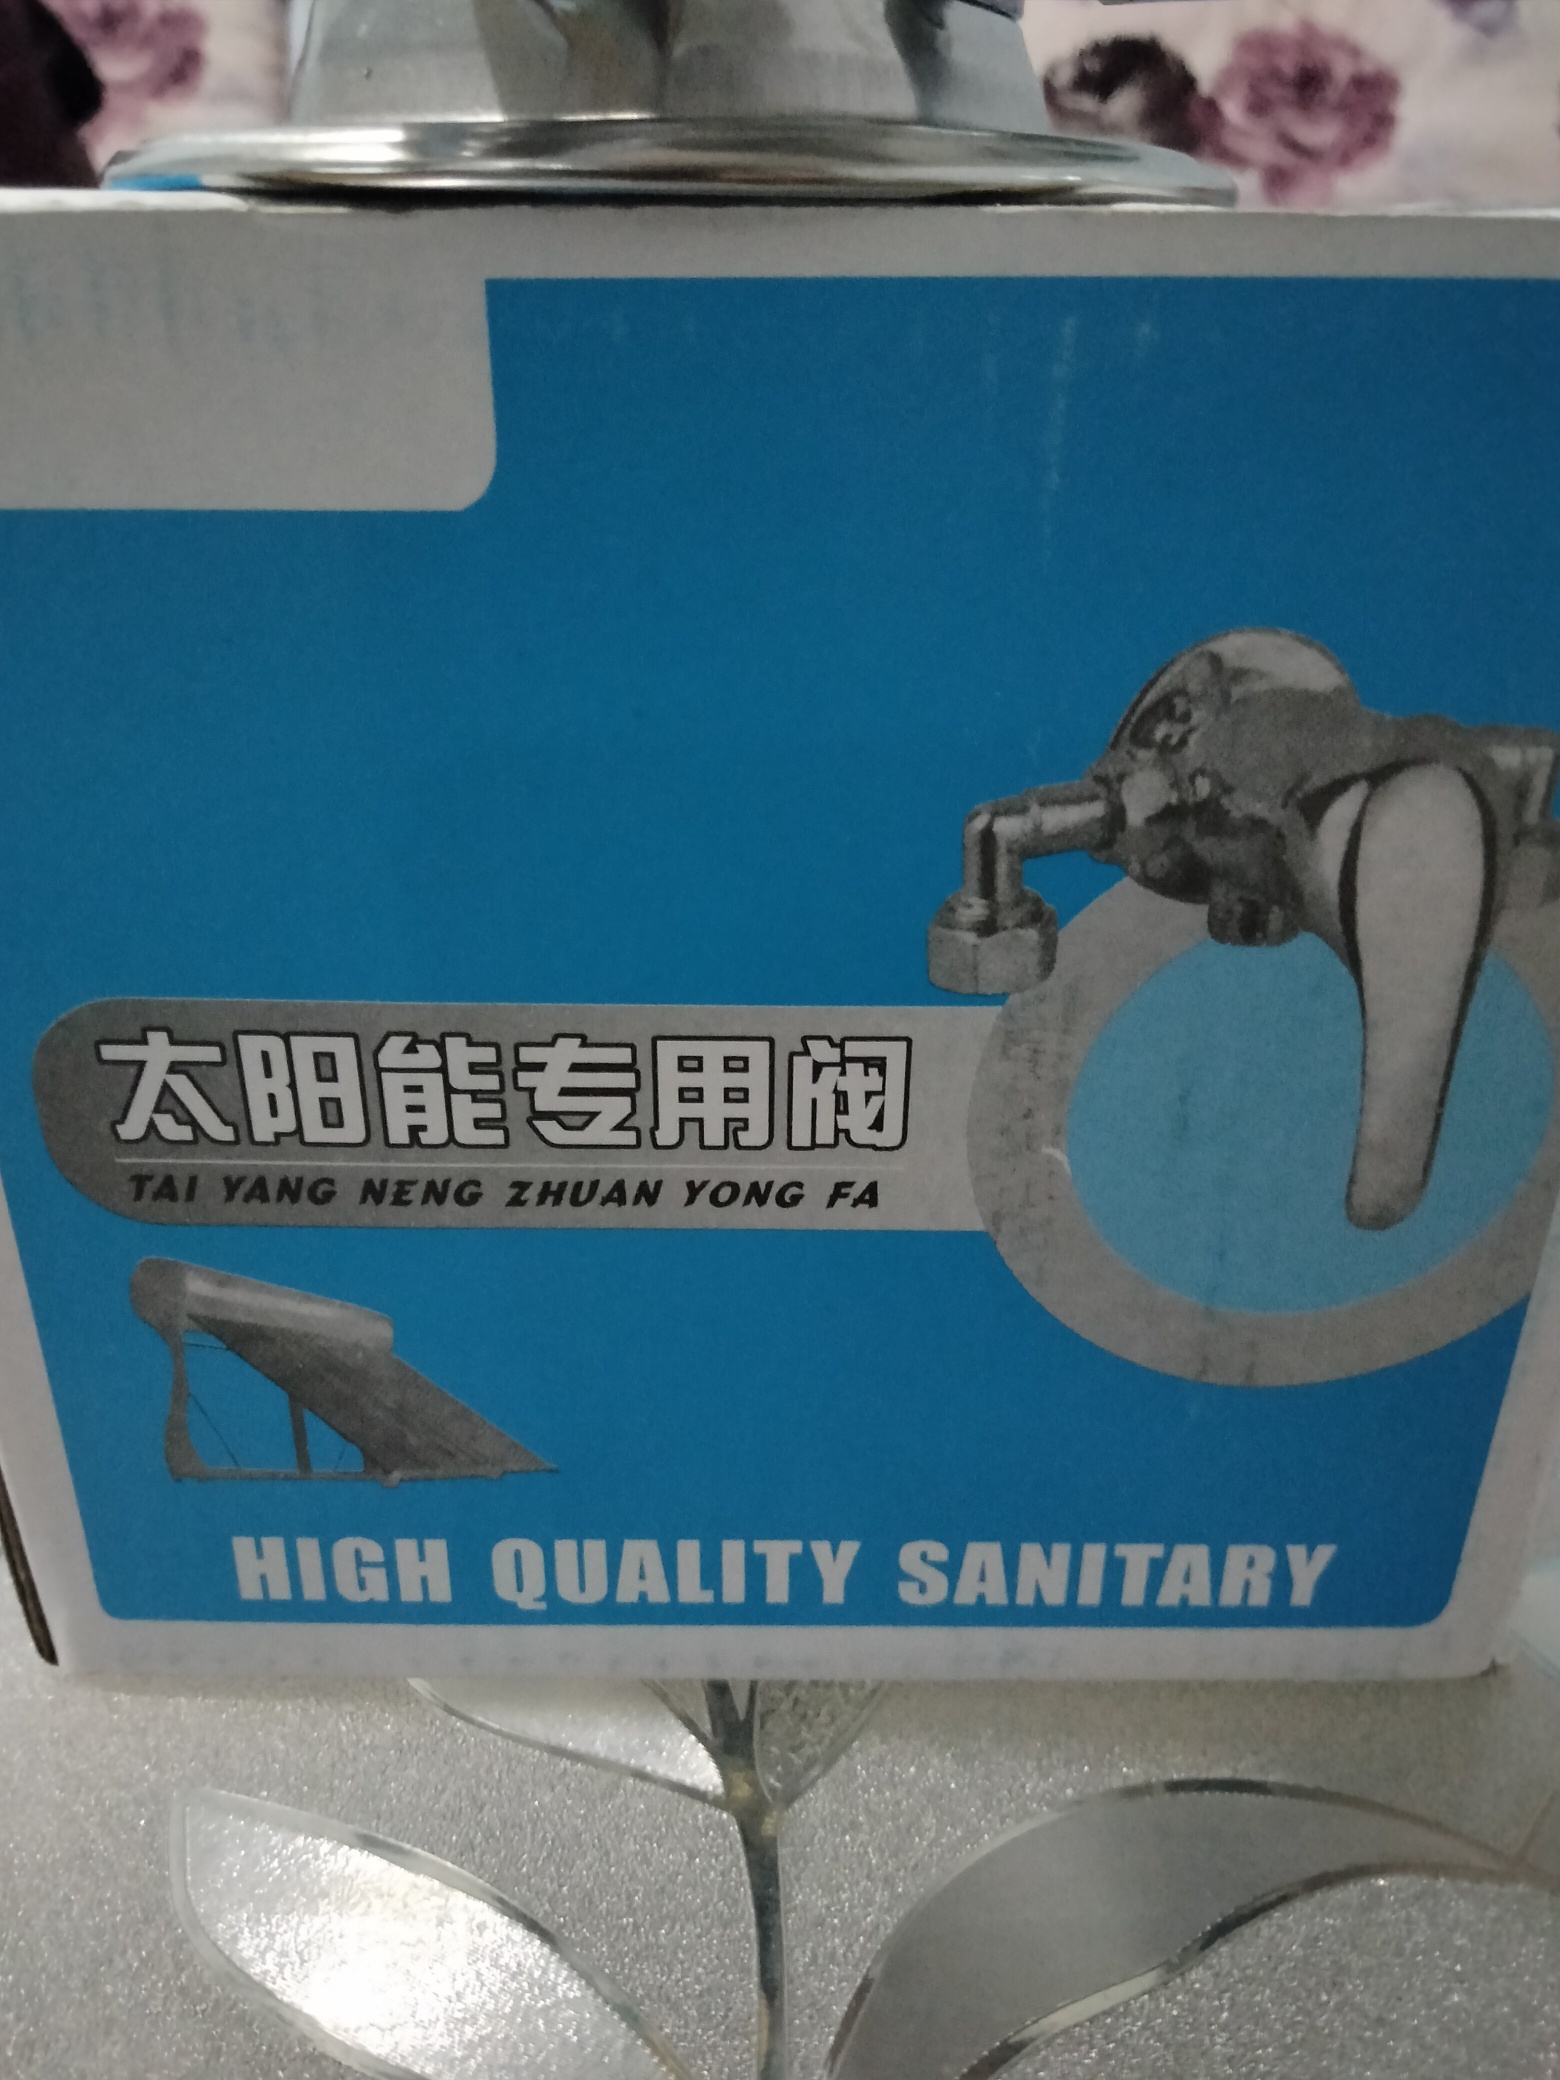 太阳能专用阀
TAI YANG NENG ZHUAN YONG FA
HIGH QUALITY SANITARY